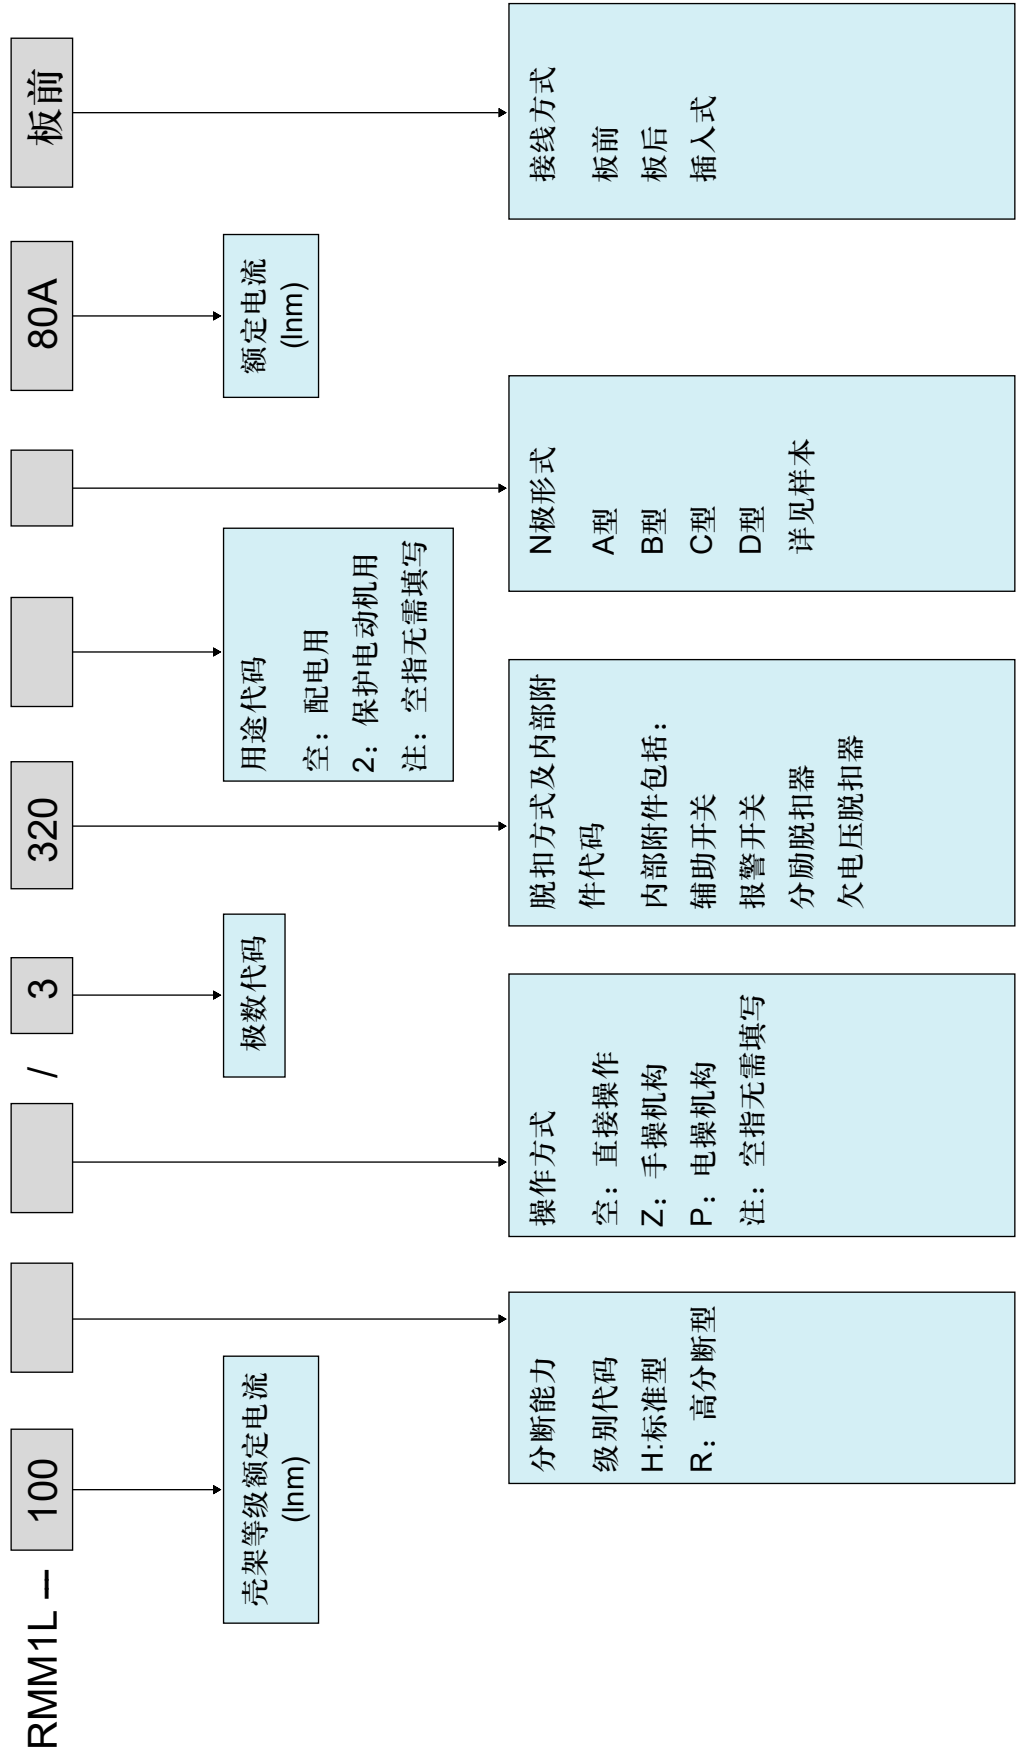 RMM1L — 100 / 3 320 80A 板前
壳架等级额定电流
(Inm)
分断能力
级别代码
H:标准型
R：高分断型
操作方式
空：直接操作
Z：手操机构
P：电操机构
注：空指无需填写
极数代码
脱扣方式及内部附
件代码
内部附件包括：
辅助开关
报警开关
分励脱扣器
欠电压脱扣器
用途代码
空：配电用
2：保护电动机用
注：空指无需填写
N极形式
A型
B型
C型
D型
详见样本
额定电流
(Inm)
接线方式
板前
板后
插入式